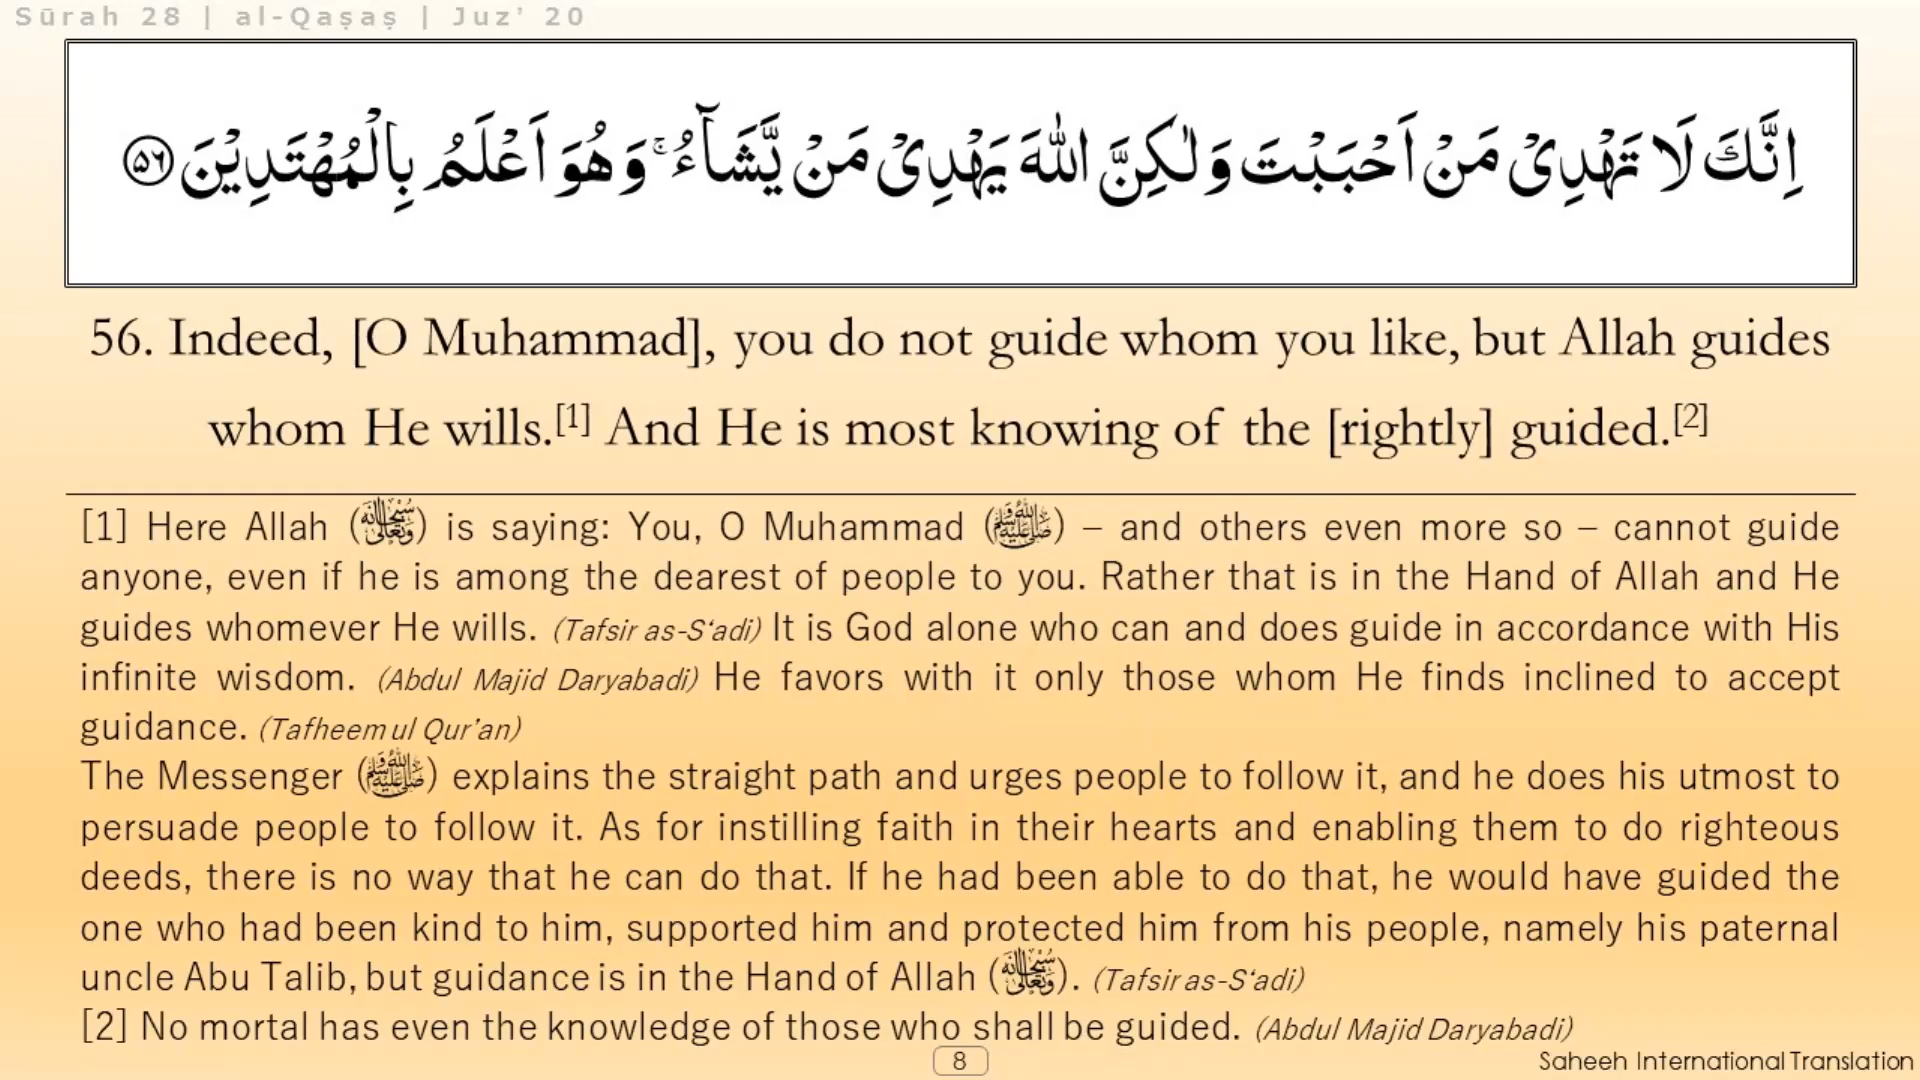 Sūrah 28 | al-Qaṣaṣ | Juz’ 20
اِنَّكَ لَا تَهْدِىْ مَنْ اَحْبَبْتَ وَلٰكِنَّ اللّٰهَ يَهْدِىْ مَنْ يَّشَآءُ ۚ وَهُوَ اَعْلَمُ بِالْمُهْتَدِيْنَ ۵۶
56. Indeed, [O Muhammad], you do not guide whom you like, but Allah guides
whom He wills.[1] And He is most knowing of the [rightly] guided.[2]
[1] Here Allah (سبحانه وتعالى) is saying: You, O Muhammad (ﷺ) – and others even more so – cannot guide
anyone, even if he is among the dearest of people to you. Rather that is in the Hand of Allah and He
guides whomever He wills. (Tafsir as-S‘adi) It is God alone who can and does guide in accordance with His
infinite wisdom. (Abdul Majid Daryabadi) He favors with it only those whom He finds inclined to accept
guidance. (Tafheem ul Qur’an)
The Messenger (ﷺ) explains the straight path and urges people to follow it, and he does his utmost to
persuade people to follow it. As for instilling faith in their hearts and enabling them to do righteous
deeds, there is no way that he can do that. If he had been able to do that, he would have guided the
one who had been kind to him, supported him and protected him from his people, namely his paternal
uncle Abu Talib, but guidance is in the Hand of Allah (سبحانه وتعالى). (Tafsir as-S‘adi)
[2] No mortal has even the knowledge of those who shall be guided. (Abdul Majid Daryabadi)
8
Saheeh International Translation